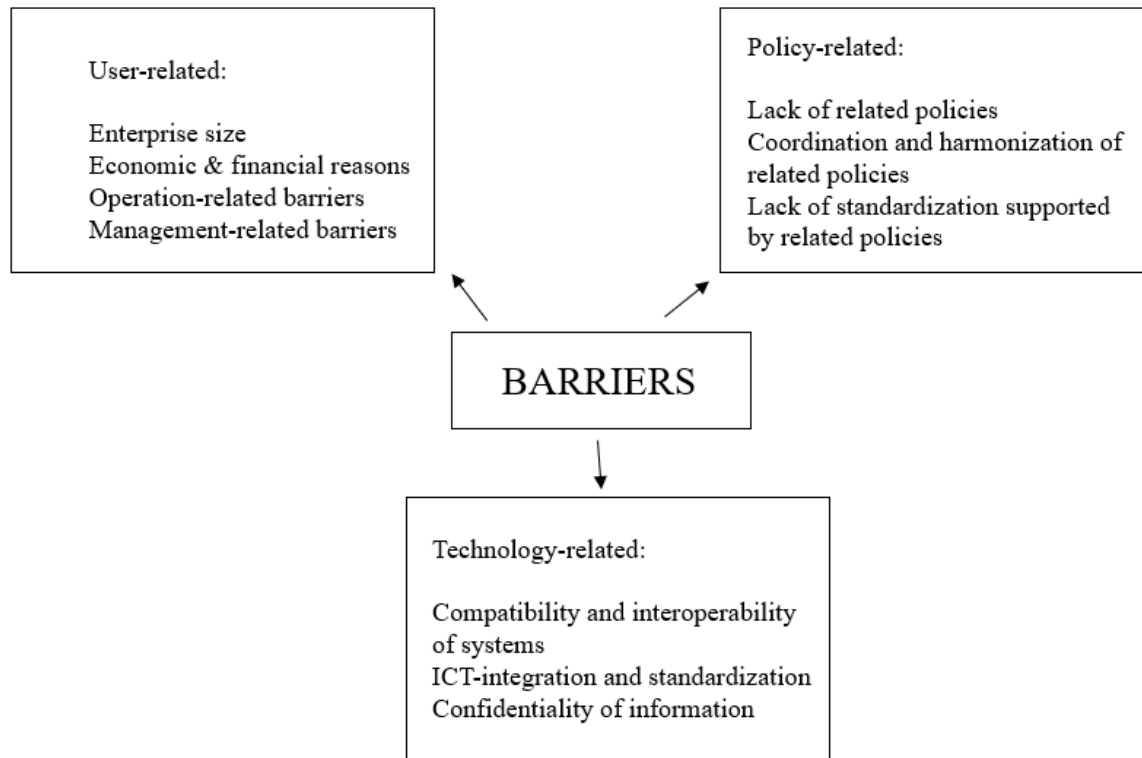 User-related:
Enterprise size
Economic & financial reasons
Operation-related barriers
Management-related barriers
Policy-related:
Lack of related policies
Coordination and harmonization of
related policies
Lack of standardization supported
by related policies
BARRIERS
Technology-related:
Compatibility and interoperability
of systems
ICT-integration and standardization
Confidentiality of information